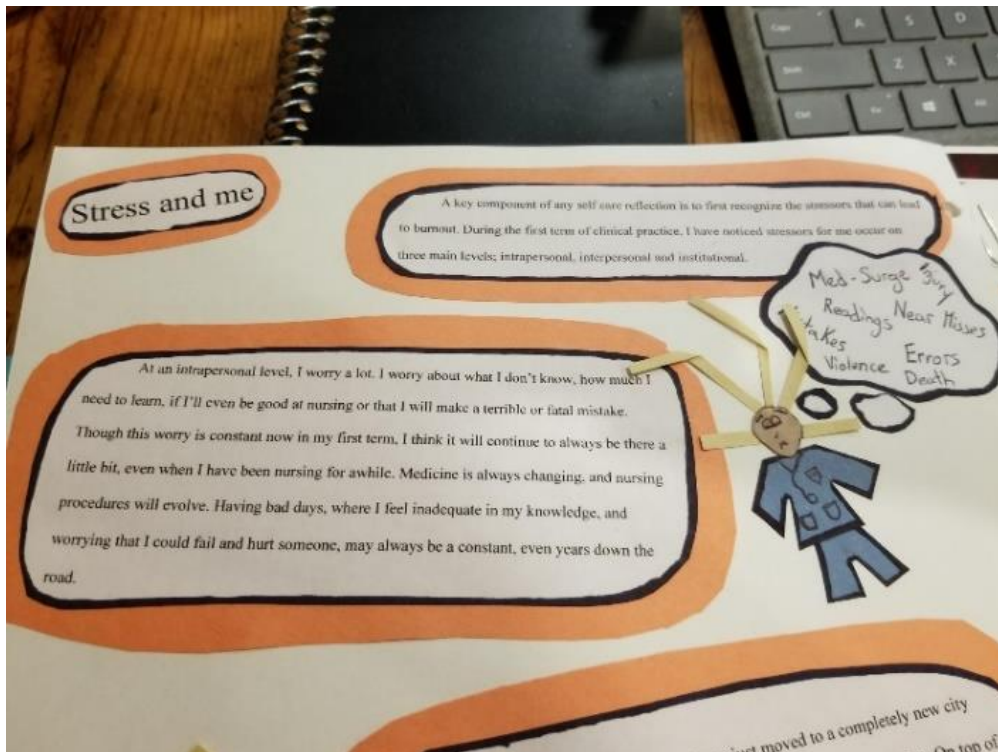 Stress and me
A key component of any self care reflection is to first recognize the stressors that can lead
to burnout. During the first term of clinical practice, I have noticed stressors for me occur on
three main levels; intrapersonal, interpersonal and institutional.
Med-Surge Injury
Readings Near Misses
Violence Errors
Death
At an intrapersonal level, I worry a lot. I worry about what I don't know, how much I
need to learn, if I'll even be good at nursing or that I will make a terrible or fatal mistake.
Though this worry is constant now in my first term, I think it will continue to always be there a
little bit, even when I have been nursing for awhile. Medicine is always changing, and nursing
procedures will evolve. Having bad days, where I feel inadequate in my knowledge, and
worrying that I could fail and hurt someone, may always be a constant, even years down the
road.
moved to a completely new city
On top of
A S D
Z X
Ctrl Fn Alt